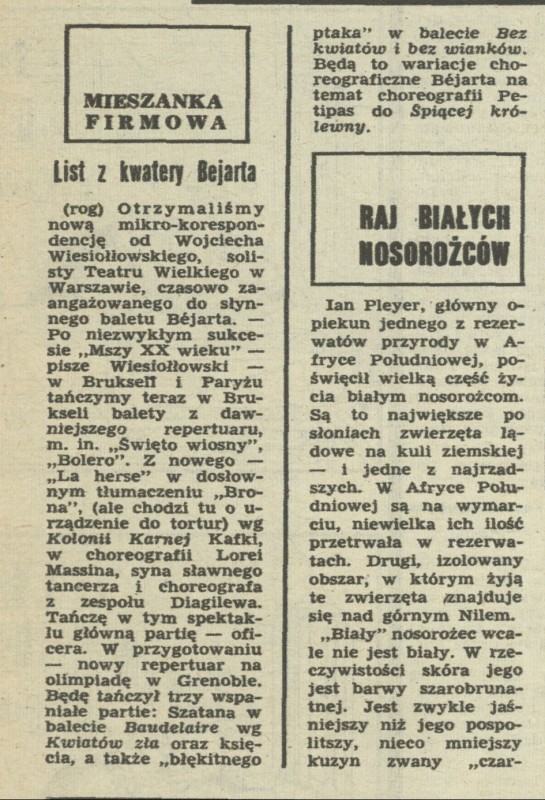 MIESZANKA
FIRMOWA
List z kwatery Bejarta
(rog) Otrzymaliśmy
nową mikro-korespon-
dencję od Wojciecha
Wiesiołłowskiego, soli-
sty Teatru Wielkiego w
Warszawie, czasowo za-
angażowanego do słyn-
nego baletu Béjarta. —
Po niezwykłym sukce-
sie „Mszy XX wieku” —
pisze Wiesiołłowski —
w Brukseli i Paryżu
tańczymy teraz w Bru-
kseli balety z daw-
niejszego repertuaru,
m. in. „Święto wiosny”,
„Bolero”. Z nowego —
„La herse” w dosłow-
nym tłumaczeniu „Bro-
na”, (ale chodzi tu o u-
rządzenie do tortur) wg
Kolonii Karnej Kafki,
w choreografii Lorei
Massina, syna sławnego
tancerza i choreografa
z zespołu Diagilewa.
Tańczę w tym spektak-
lu główną partię — ofi-
cera. W przygotowaniu
— nowy repertuar na
olimpiadę w Grenoble.
Będę tańczył trzy wspa-
niałe partie: Szatana w
balecie Baudelaire wg
Kwiatów zła oraz księ-
cia, a także „błękitnego
ptaka” w balecie Bez
kwiatów i bez wianków.
Będą to wariacje cho-
reograficzne Béjarta na
temat choreografii Pe-
tipas do Śpiącej kró-
lewny.
RAJ BIAŁYCH
NOSOROŻCÓW
Ian Pleyer, główny o-
piekun jednego z rezer-
watów przyrody w A-
fryce Południowej, po-
święcił wielką część ży-
cia białym nosorożcom.
Są to największe po
słoniach zwierzęta lą-
dowe na kuli ziemskiej
— i jedne z najrzad-
szych. W Afryce Połu-
dniowej są na wymar-
ciu, niewielka ich ilość
przetrwała w rezerwa-
tach. Drugi, izolowany
obszar, w którym żyją
te zwierzęta znajduje
się nad górnym Nilem.
„Biały” nosorożec wca-
le nie jest biały. W rze-
czywistości skóra jego
jest barwy szarobruna-
tnej. Jest zwykle jaś-
niejszy niż jego pospo-
litszy, nieco mniejszy
kuzyn zwany „czar-